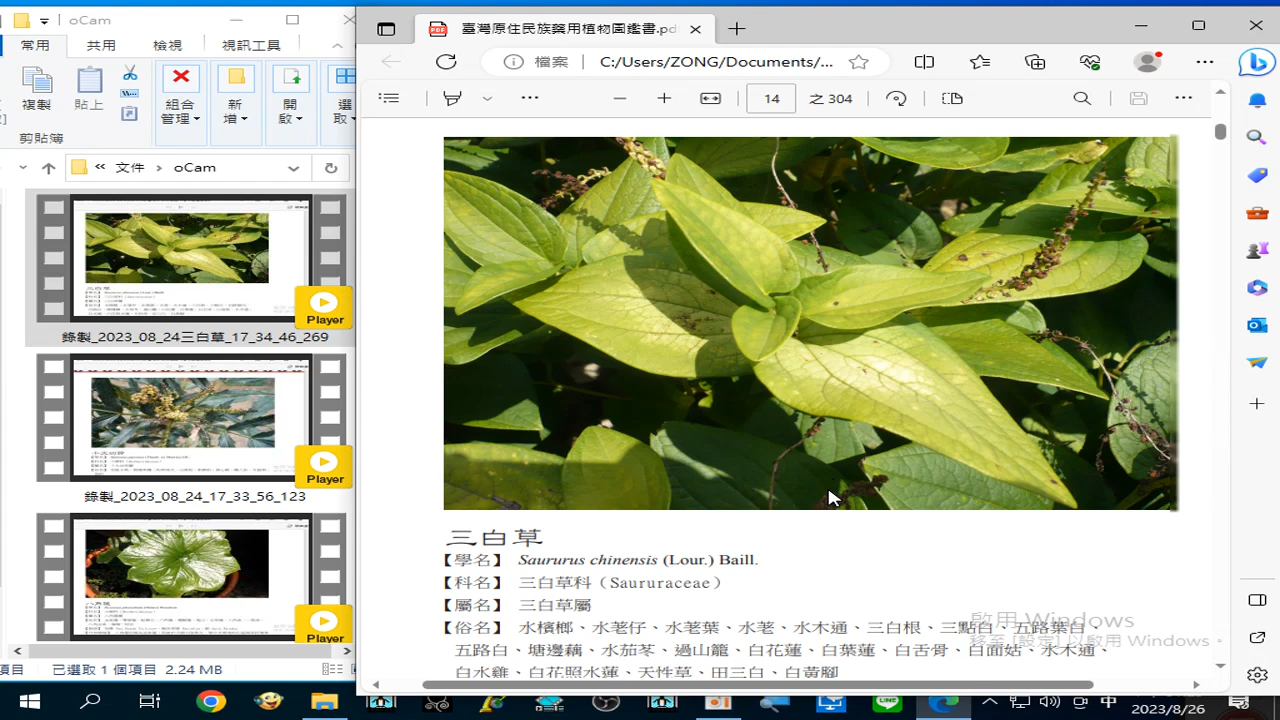 oCam
臺灣原住民族藥用植物圖鑑書.pdf
常用 共用 檢視 視訊工具
檔案 C:/Users/ZONG/Documents/...
複製 貼上 組合管理 新增 開啟 選取
剪貼簿
14 之 304
文件 oCam
Player
錄製_2023_08_24三白草_17_34_46_269
Player
錄製_2023_08_24_17_33_56_123
Player
三白草
【學名】 Saururus chinensis (Lour.) Baill.
【科名】 三白草科（Saururaceae）
【屬名】 三白草屬
【俗名】 水檳榔、水荖仔、水荖葉、水荖、水木通、三白根、三點白、五路葉白、
五路白、塘邊藕、水茄苳、過山龍、白花蓮、白葉蓮、白舌骨、白面姑、水木通、
白水雞、白花照水蓮、天性草、田三白、白黃腳
啟用 Windows
移至 [設定] 以啟用 Windows。
項目 已選取 1 個項目 2.24 MB
LINE
中
2023/8/26